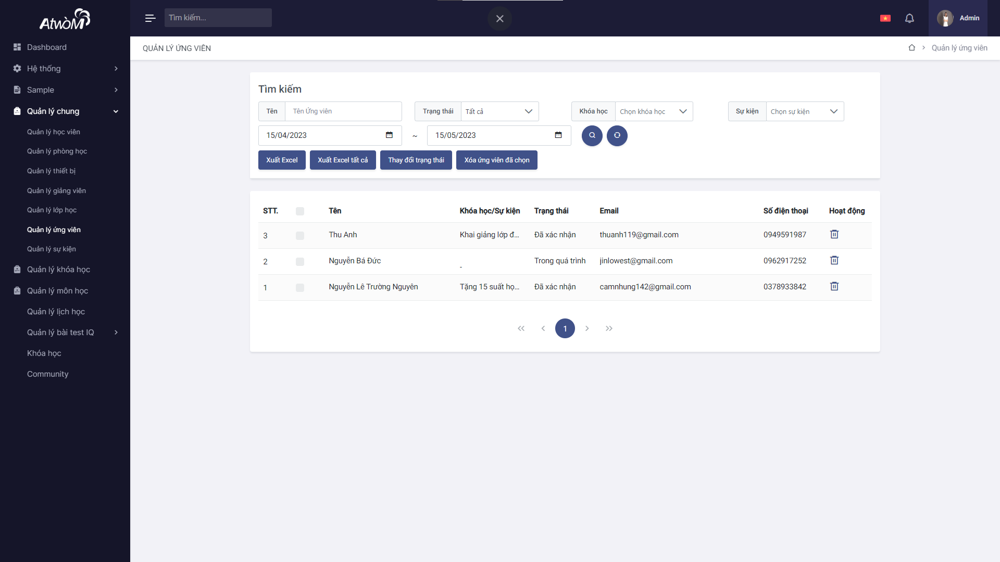 AtwòM
Dashboard
Hệ thống
Sample
Quản lý chung
Quản lý học viên
Quản lý phòng học
Quản lý thiết bị
Quản lý giảng viên
Quản lý lớp học
Quản lý ứng viên
Quản lý sự kiện
Quản lý khóa học
Quản lý môn học
Quản lý lịch học
Quản lý bài test IQ
Khóa học
Community
Tìm kiếm...
Admin
QUẢN LÝ ỨNG VIÊN
Quản lý ứng viên
Tìm kiếm
Tên Tên Ứng viên Trạng thái Tất cả Khóa học Chọn khóa học Sự kiện Chọn sự kiện
15/04/2023 ~ 15/05/2023
Xuất Excel Xuất Excel tất cả Thay đổi trạng thái Xóa ứng viên đã chọn
STT. Tên Khóa học/Sự kiện Trạng thái Email Số điện thoại Hoạt động
3 Thu Anh Khai giảng lớp đ... Đã xác nhận thuanh119@gmail.com 0949591987
2 Nguyễn Bá Đức - Trong quá trình jinlowest@gmail.com 0962917252
1 Nguyễn Lê Trường Nguyên Tặng 15 suất họ... Đã xác nhận camnhung142@gmail.com 0378933842
1